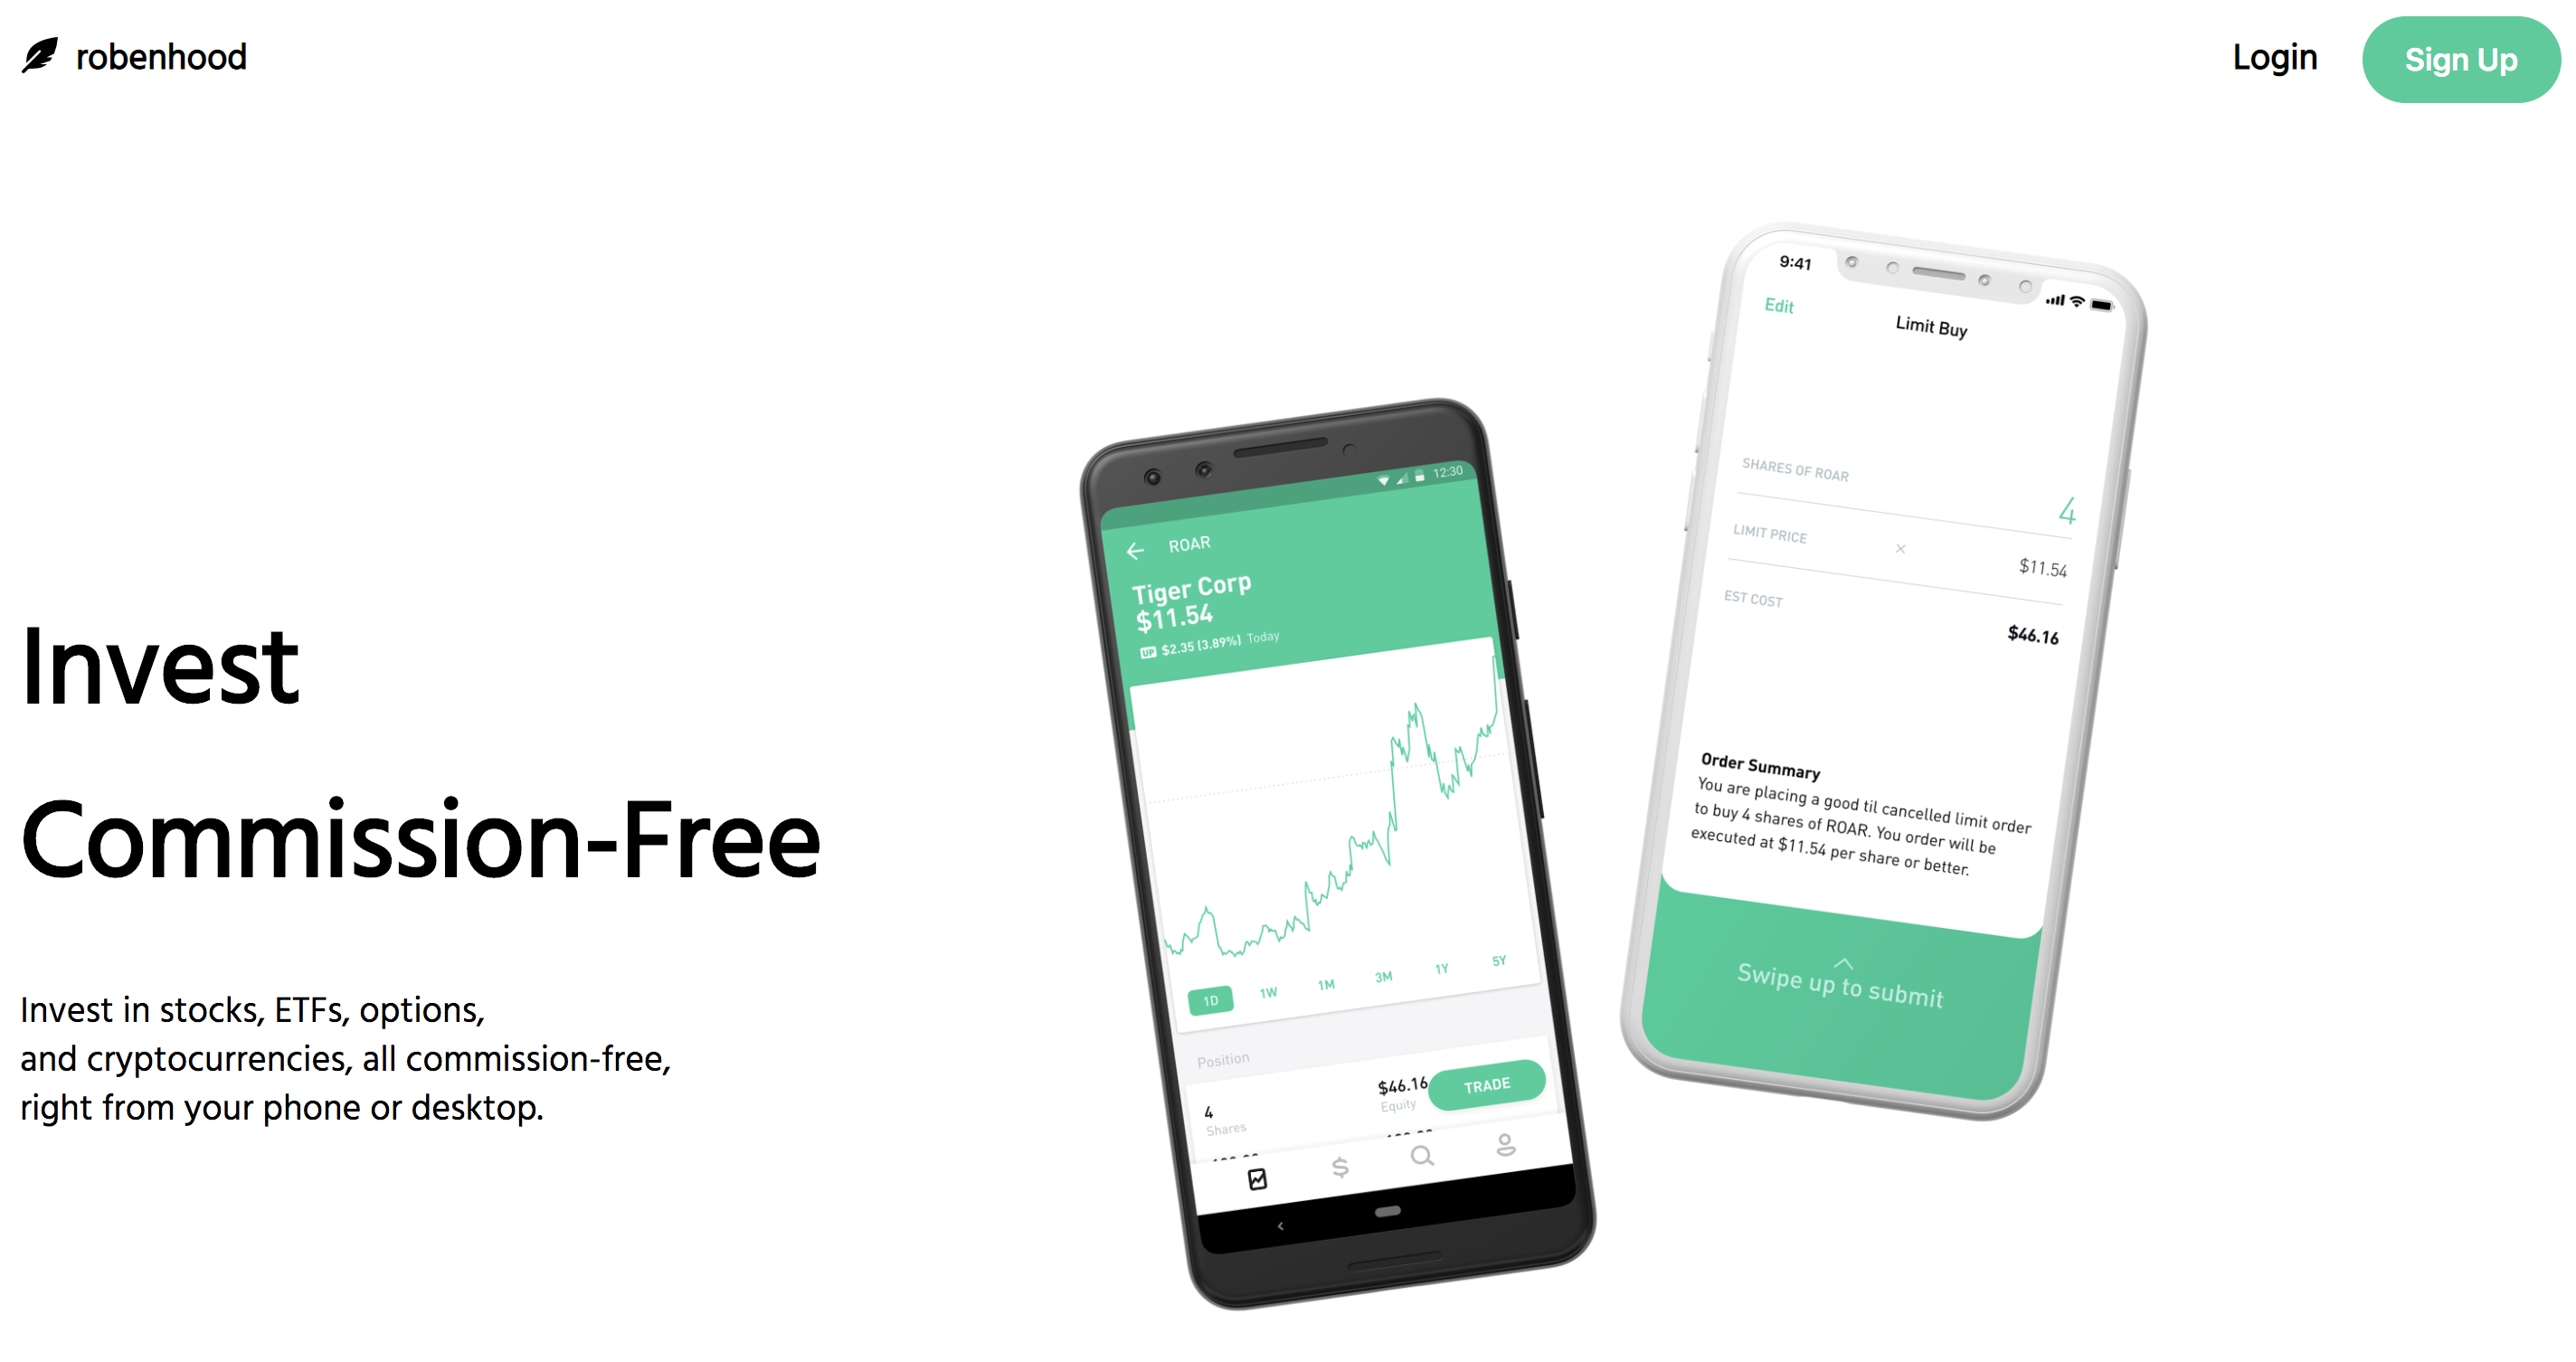 robenhood
Login
Sign Up
Invest
Commission-Free
Invest in stocks, ETFs, options,
and cryptocurrencies, all commission-free,
right from your phone or desktop.
12:30
ROAR
Tiger Corp
$11.54
UP $2.35 (3.89%) Today
1D 1W 1M 3M 1Y 5Y
Position
4
Shares
$46.16
Equity
TRADE
9:41
Edit
Limit Buy
SHARES OF ROAR
4
LIMIT PRICE
×
$11.54
EST COST
$46.16
Order Summary
You are placing a good til cancelled limit order
to buy 4 shares of ROAR. You order will be
executed at $11.54 per share or better.
Swipe up to submit